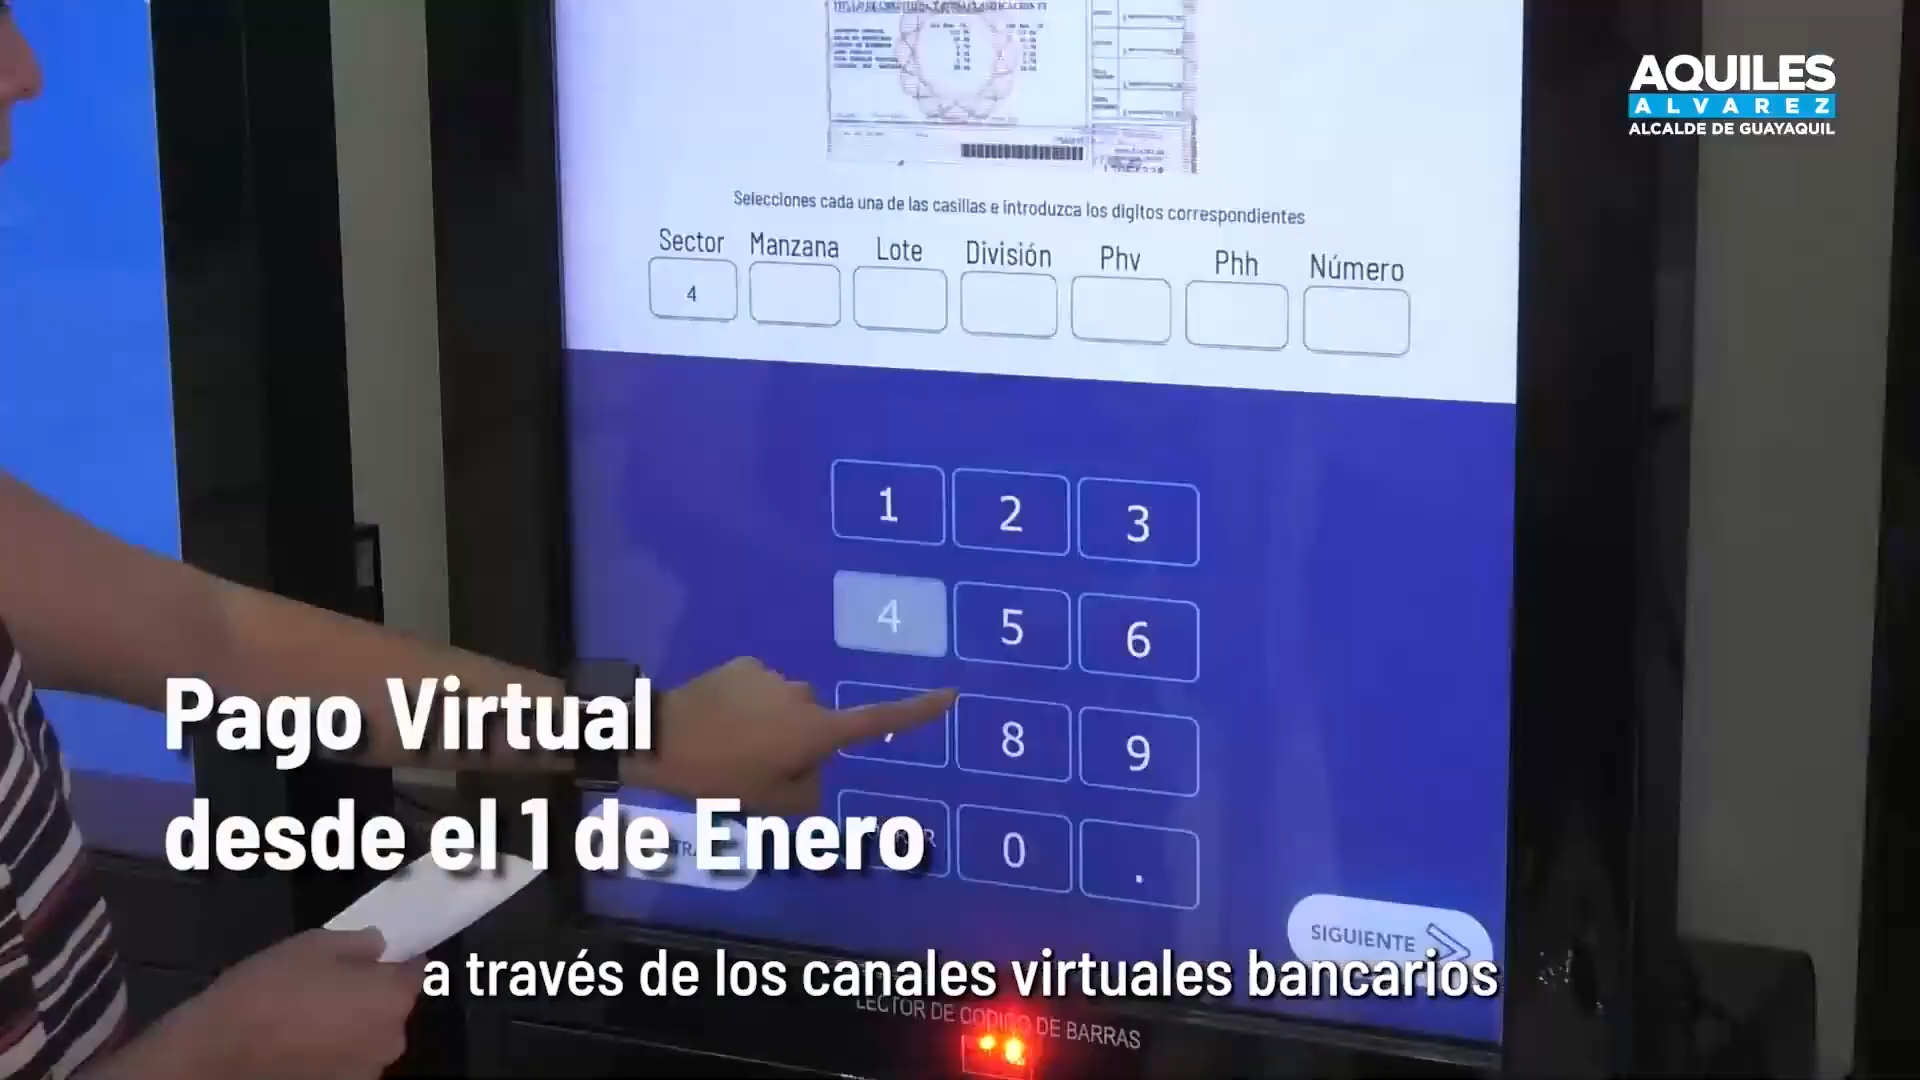 AQUILES
ALVAREZ
ALCALDE DE GUAYAQUIL
Selecciones cada una de las casillas e introduzca los digitos correspondientes
Sector Manzana Lote División Phv Phh Número
4
1 2 3
4 5 6
8 9
0 .
Pago Virtual
desde el 1 de Enero
SIGUIENTE
a través de los canales virtuales bancarios
LECTOR DE CODIGO DE BARRAS